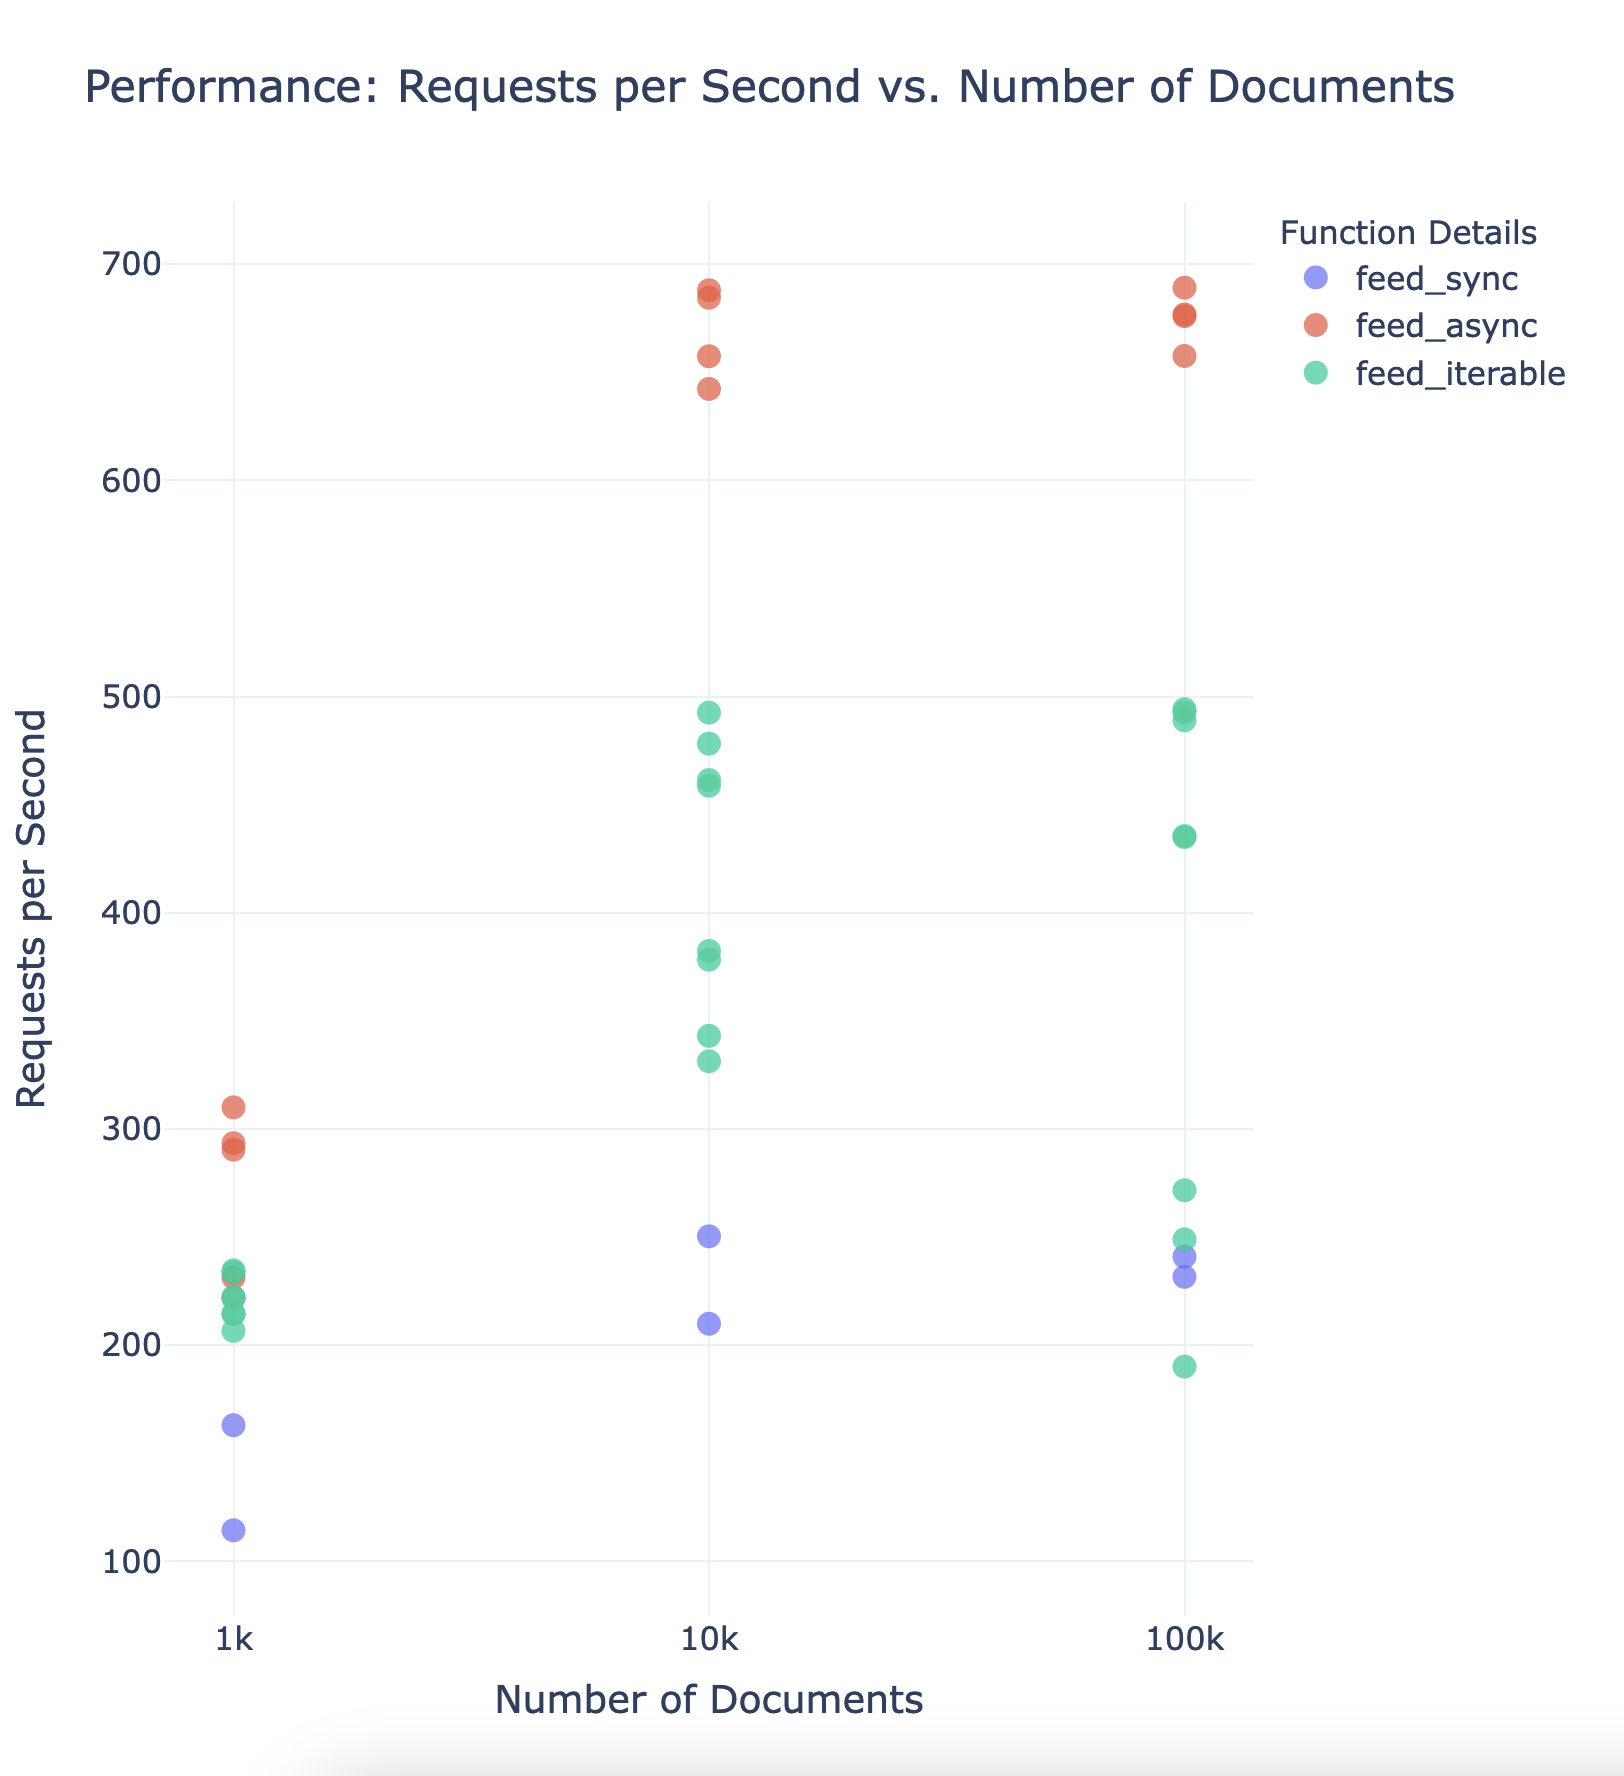 Performance: Requests per Second vs. Number of Documents
Function Details
feed_sync
feed_async
feed_iterable
700
600
500
400
300
200
100
Requests per Second
1k
10k
100k
Number of Documents